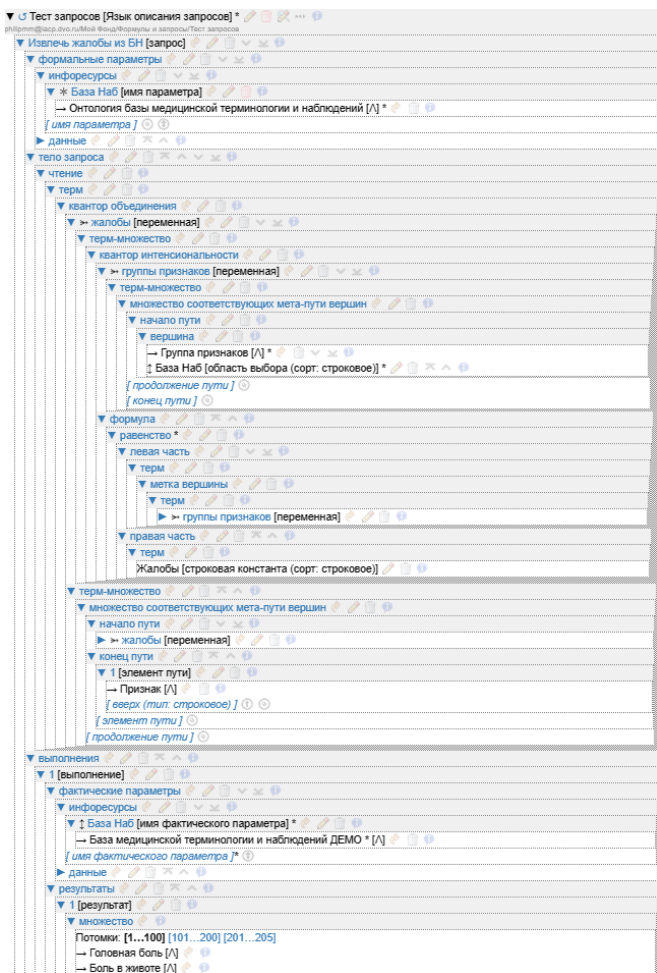 Тест запросов [Язык описания запросов] *
philipmm@iacp.dvo.ru/Мой Фонд/Формулы и запросы/Тест запросов
Извлечь жалобы из БН [запрос]
формальные параметры
инфоресурсы
База Наб [имя параметра]
→ Онтология базы медицинской терминологии и наблюдений [/\] *
[ имя параметра ]
данные
тело запроса
чтение
терм
квантор объединения
жалобы [переменная]
терм-множество
квантор интенсиональности
группы признаков [переменная]
терм-множество
множество соответствующих мета-пути вершин
начало пути
вершина
→ Группа признаков [/\] *
↕ База Наб [область выбора (сорт: строковое)] *
[ продолжение пути ]
[ конец пути ]
формула
равенство *
левая часть
терм
метка вершины
терм
группы признаков [переменная]
правая часть
терм
Жалобы [строковая константа (сорт: строковое)]
терм-множество
множество соответствующих мета-пути вершин
начало пути
жалобы [переменная]
конец пути
1 [элемент пути]
→ Признак [/\]
[ вверх (тип: строковое) ]
[ элемент пути ]
[ продолжение пути ]
выполнения
1 [выполнение]
фактические параметры
инфоресурсы
↕ База Наб [имя фактического параметра] *
→ База медицинской терминологии и наблюдений ДЕМО * [/\]
[ имя фактического параметра ]*
данные
результаты
1 [результат]
множество
Потомки: [1...100] [101...200] [201...205]
→ Головная боль [/\]
→ Боль в животе [/\]